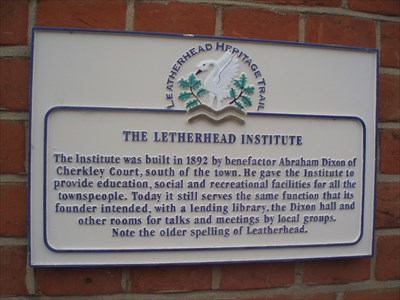 LEATHERHEAD HERITAGE TRAIL
THE LETHERHEAD INSTITUTE
The Institute was built in 1892 by benefactor Abraham Dixon of
Cherkley Court, south of the town. He gave the Institute to
provide education, social and recreational facilities for all the
townspeople. Today it still serves the same function that its
founder intended, with a lending library, the Dixon hall and
other rooms for talks and meetings by local groups.
Note the older spelling of Leatherhead.